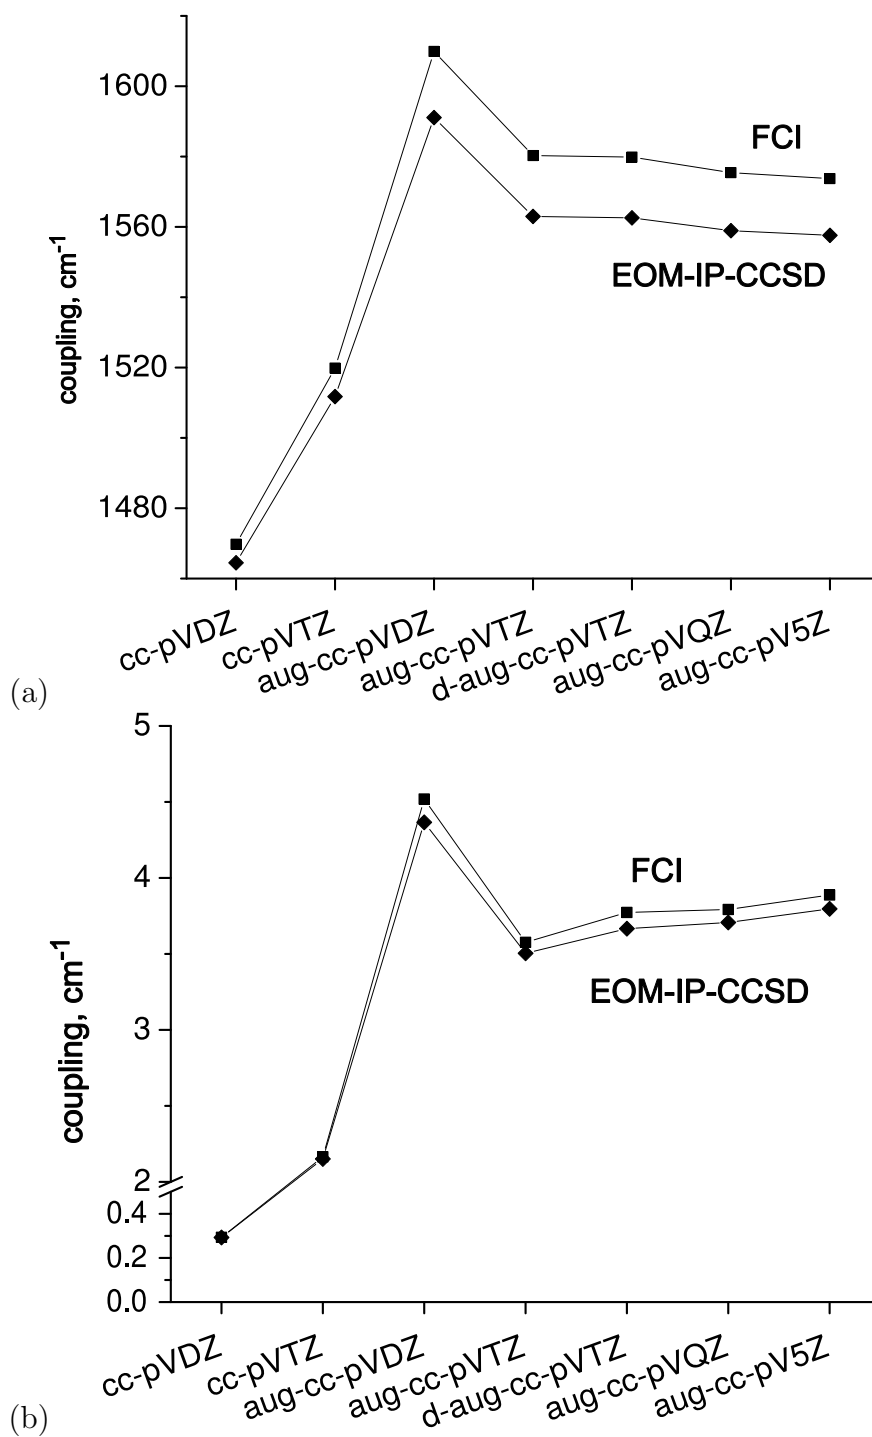 1600
FCI
1560
EOM-IP-CCSD
coupling, cm-1
1520
1480
cc-pVDZ
cc-pVTZ
aug-cc-pVDZ
aug-cc-pVTZ
d-aug-cc-pVTZ
aug-cc-pVQZ
aug-cc-pV5Z
(a)
5
4
FCI
EOM-IP-CCSD
coupling, cm-1
3
2
0.4
0.2
0.0
cc-pVDZ
cc-pVTZ
aug-cc-pVDZ
aug-cc-pVTZ
d-aug-cc-pVTZ
aug-cc-pVQZ
aug-cc-pV5Z
(b)